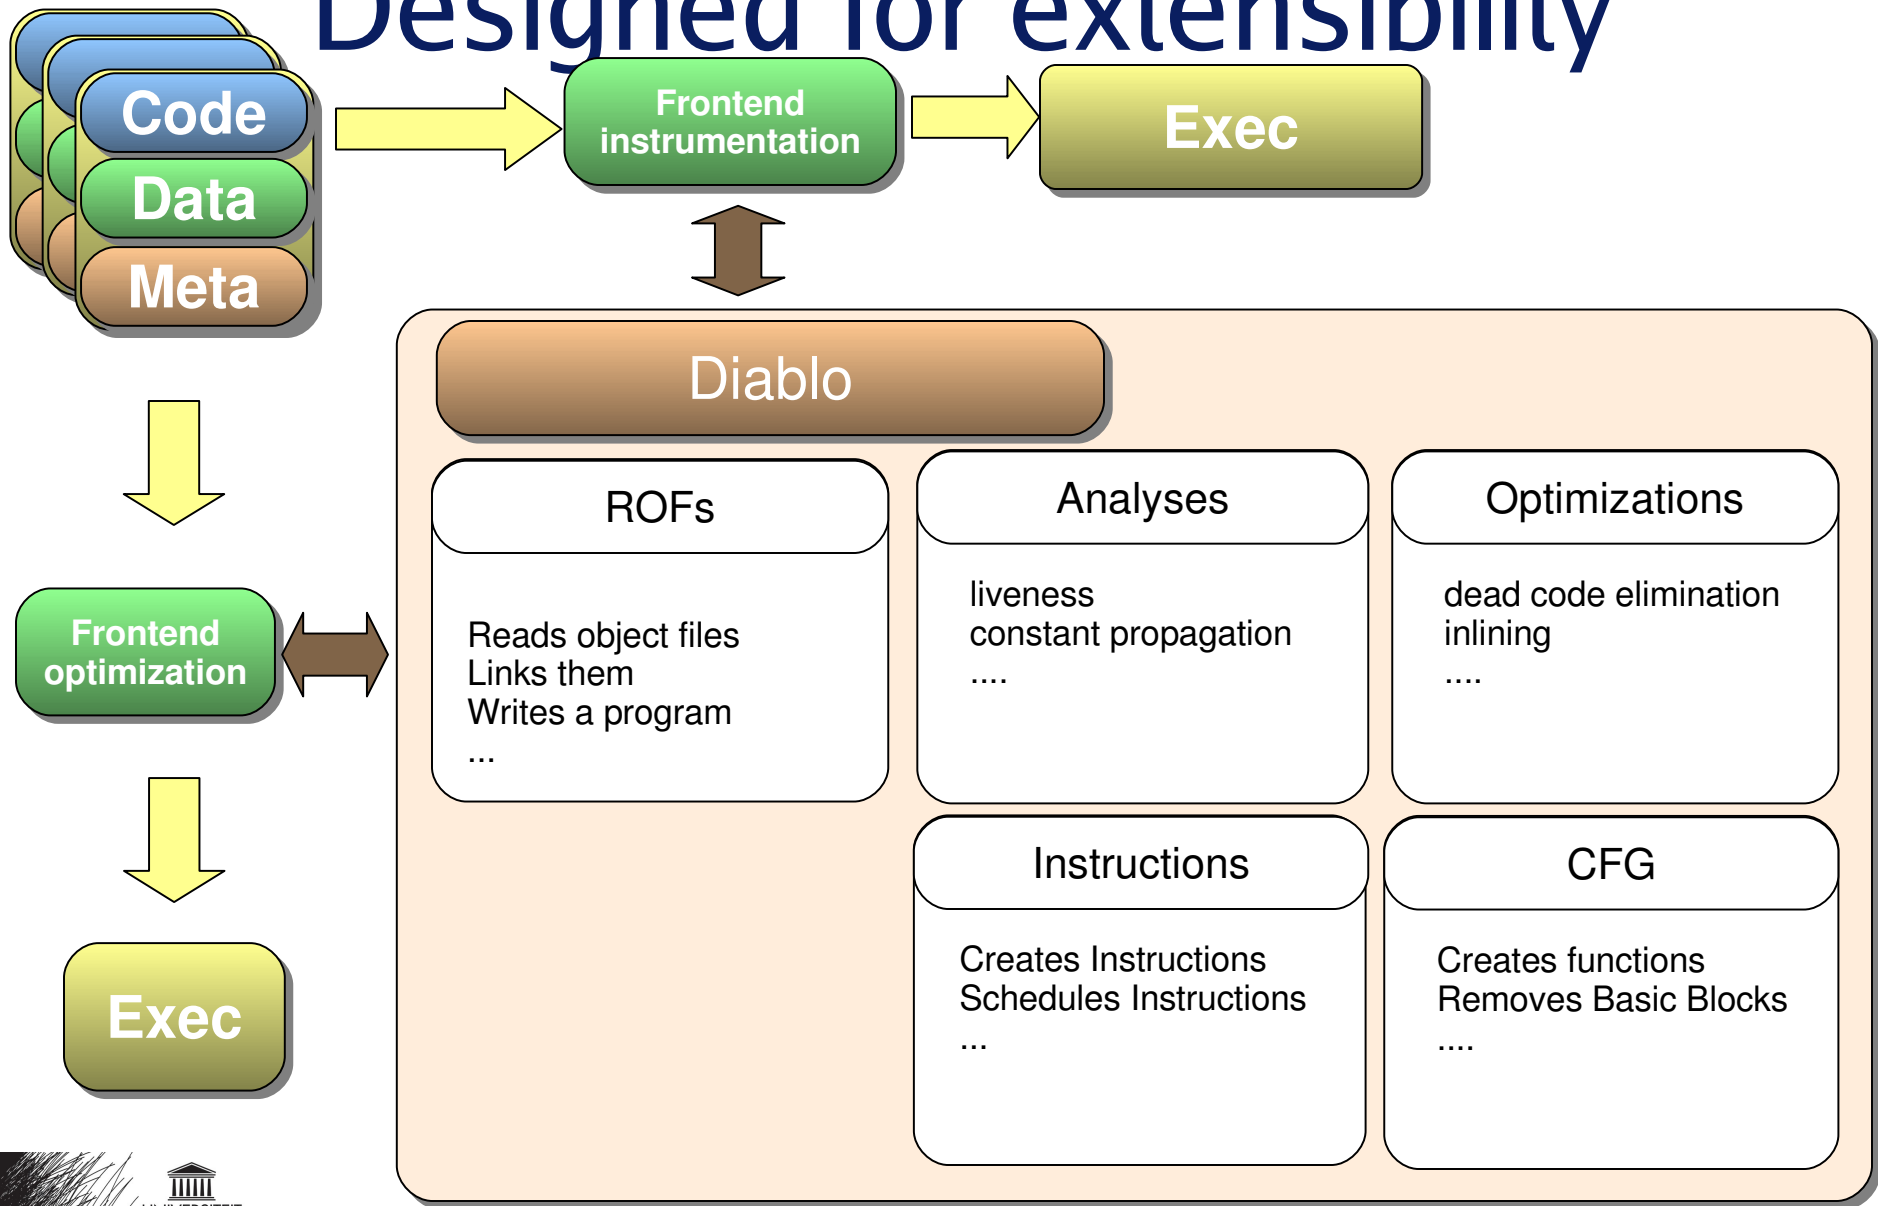 Designed for extensibility
Code
Data
Meta
Frontend
instrumentation
Exec
Diablo
ROFs
Reads object files
Links them
Writes a program
...
Analyses
liveness
constant propagation
....
Optimizations
dead code elimination
inlining
....
Instructions
Creates Instructions
Schedules Instructions
...
CFG
Creates functions
Removes Basic Blocks
....
Frontend
optimization
Exec
UNIVERSITEIT